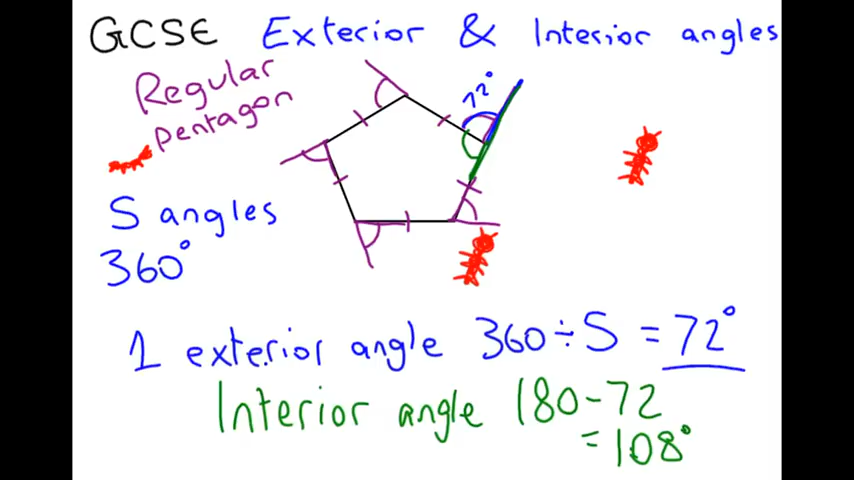 GCSE Exterior & Interior angles
Regular
Pentagon
72°
5 angles
360°
1 exterior angle 360 ÷ 5 = 72°
Interior angle 180 - 72
= 108°